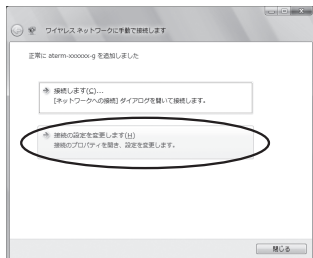 ワイヤレス ネットワークに手動で接続します
正常に aterm-xxxxxx-g を追加しました
接続します(C)...
[ネットワークへの接続] ダイアログを開いて接続します。
接続の設定を変更します(H)
接続のプロパティを開き、設定を変更します。
閉じる